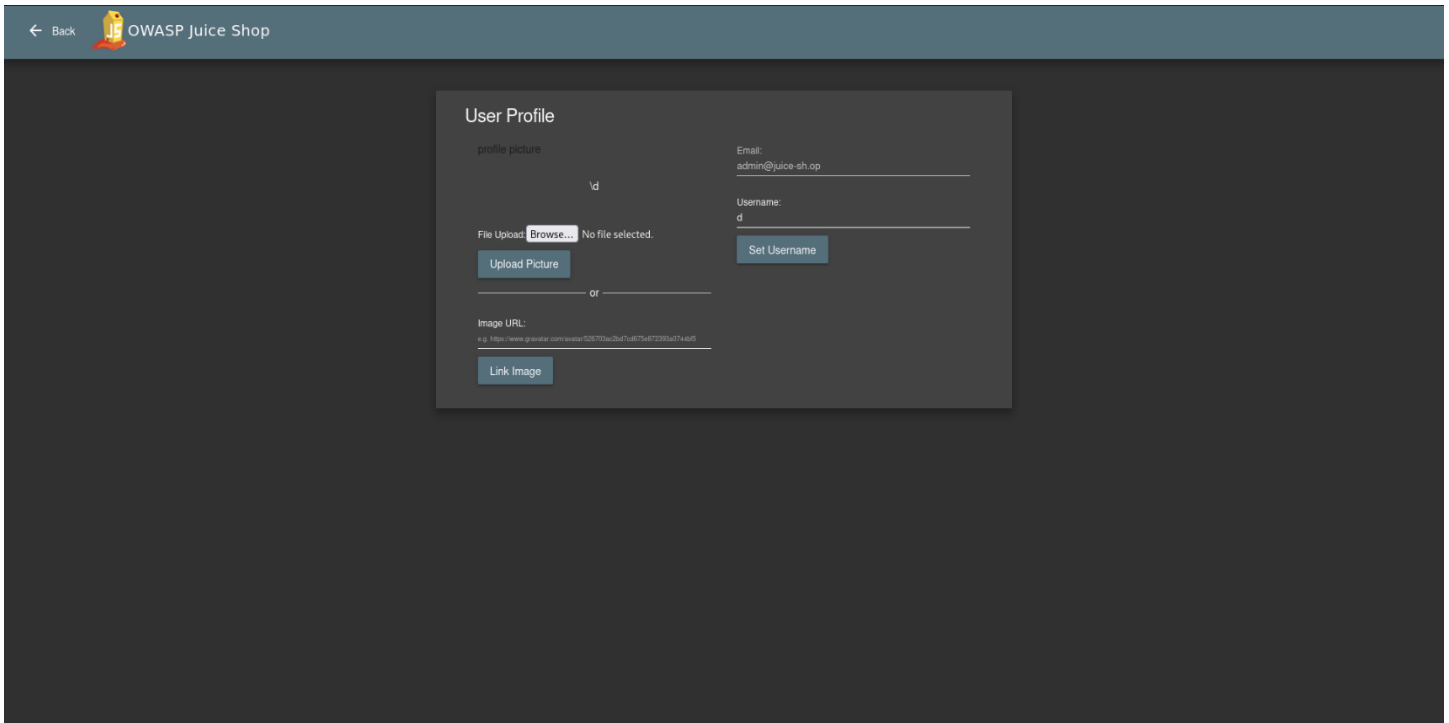 Back
OWASP Juice Shop
User Profile
profile picture
\d
File Upload: Browse... No file selected.
Upload Picture
or
Image URL:
Link Image
Email:
admin@juice-sh.op
Username:
d
Set Username